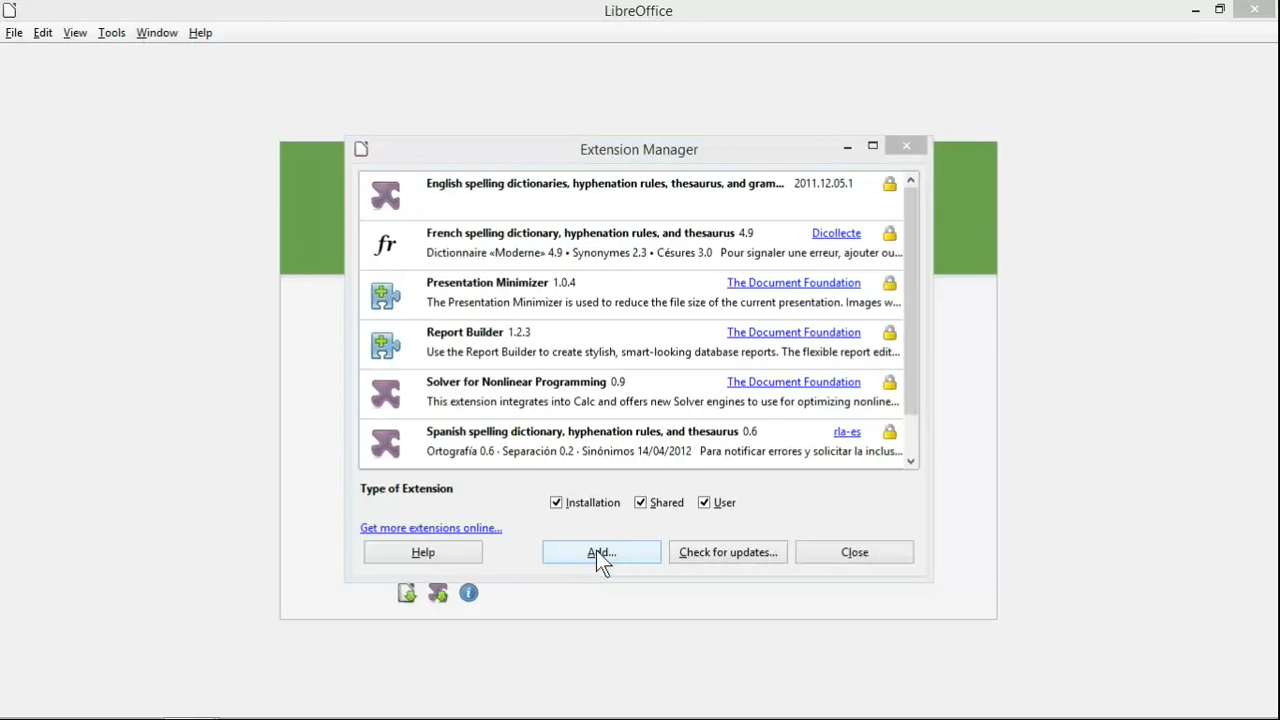 LibreOffice
File Edit View Tools Window Help
Extension Manager
English spelling dictionaries, hyphenation rules, thesaurus, and gram... 2011.12.05.1
fr
French spelling dictionary, hyphenation rules, and thesaurus 4.9 Dicollecte
Dictionnaire «Moderne» 4.9 • Synonymes 2.3 • Césures 3.0 Pour signaler une erreur, ajouter ou...
Presentation Minimizer 1.0.4 The Document Foundation
The Presentation Minimizer is used to reduce the file size of the current presentation. Images w...
Report Builder 1.2.3 The Document Foundation
Use the Report Builder to create stylish, smart-looking database reports. The flexible report edit...
Solver for Nonlinear Programming 0.9 The Document Foundation
This extension integrates into Calc and offers new Solver engines to use for optimizing nonline...
Spanish spelling dictionary, hyphenation rules, and thesaurus 0.6 rla-es
Ortografía 0.6 · Separación 0.2 · Sinónimos 14/04/2012 Para notificar errores y solicitar la inclus...
Type of Extension
Installation Shared User
Get more extensions online...
Help Add... Check for updates... Close